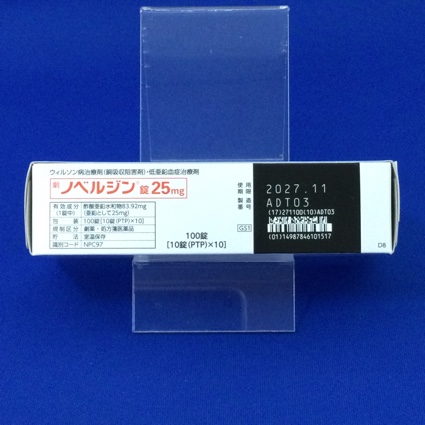 ウィルソン病治療剤(銅吸収阻害剤)・低亜鉛血症治療剤
劇 ノベルジン®錠25mg
有効成分 酢酸亜鉛水和物83.92mg
(1錠中) (亜鉛として25mg)
包装 100錠[10錠(PTP)×10]
規制区分 劇薬・処方箋医薬品
貯法 室温保存
識別コード NPC97
100錠
[10錠(PTP)×10]
使用期限 2027.11
製造番号 ADT03
(17)271100(10)ADT03
GS1
(01)14987846101517
D6